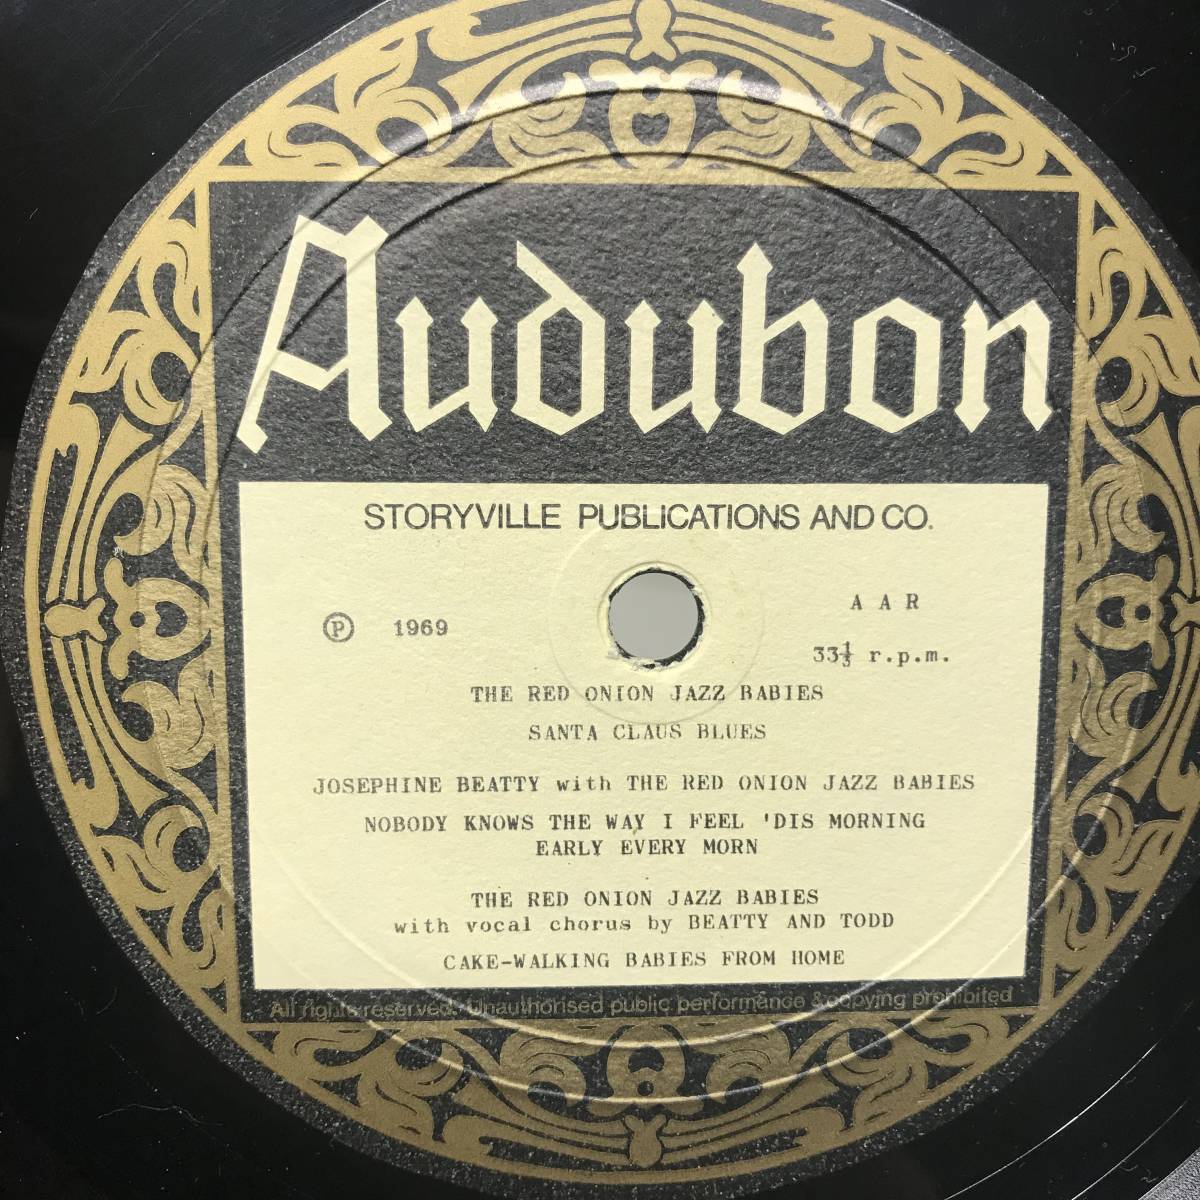 Audubon
STORYVILLE PUBLICATIONS AND CO.
Ⓟ 1969
A A R
33⅓ r.p.m.
THE RED ONION JAZZ BABIES
SANTA CLAUS BLUES
JOSEPHINE BEATTY with THE RED ONION JAZZ BABIES
NOBODY KNOWS THE WAY I FEEL 'DIS MORNING
EARLY EVERY MORN
THE RED ONION JAZZ BABIES
with vocal chorus by BEATTY AND TODD
CAKE-WALKING BABIES FROM HOME
All rights reserved. Unauthorised public performance & copying prohibited